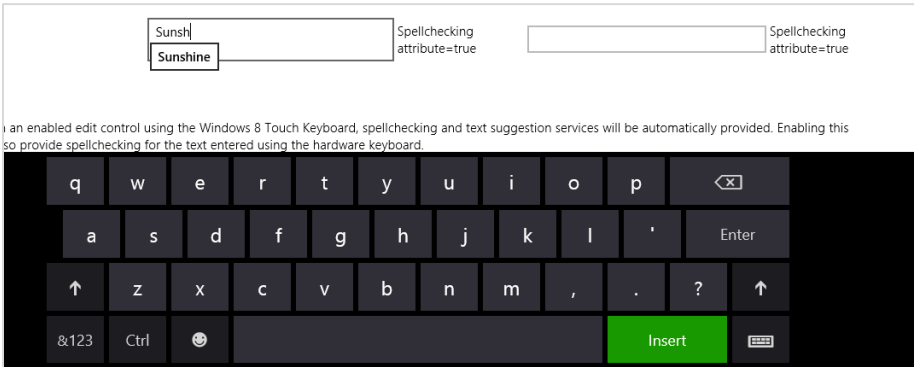 Sunsh
Spellchecking
attribute=true
Spellchecking
attribute=true
Sunshine
an enabled edit control using the Windows 8 Touch Keyboard, spellchecking and text suggestion services will be automatically provided. Enabling this
so provide spellchecking for the text entered using the hardware keyboard.
q w e r t y u i o p
a s d f g h j k l ' Enter
z x c v b n m , . ?
&123 Ctrl Insert